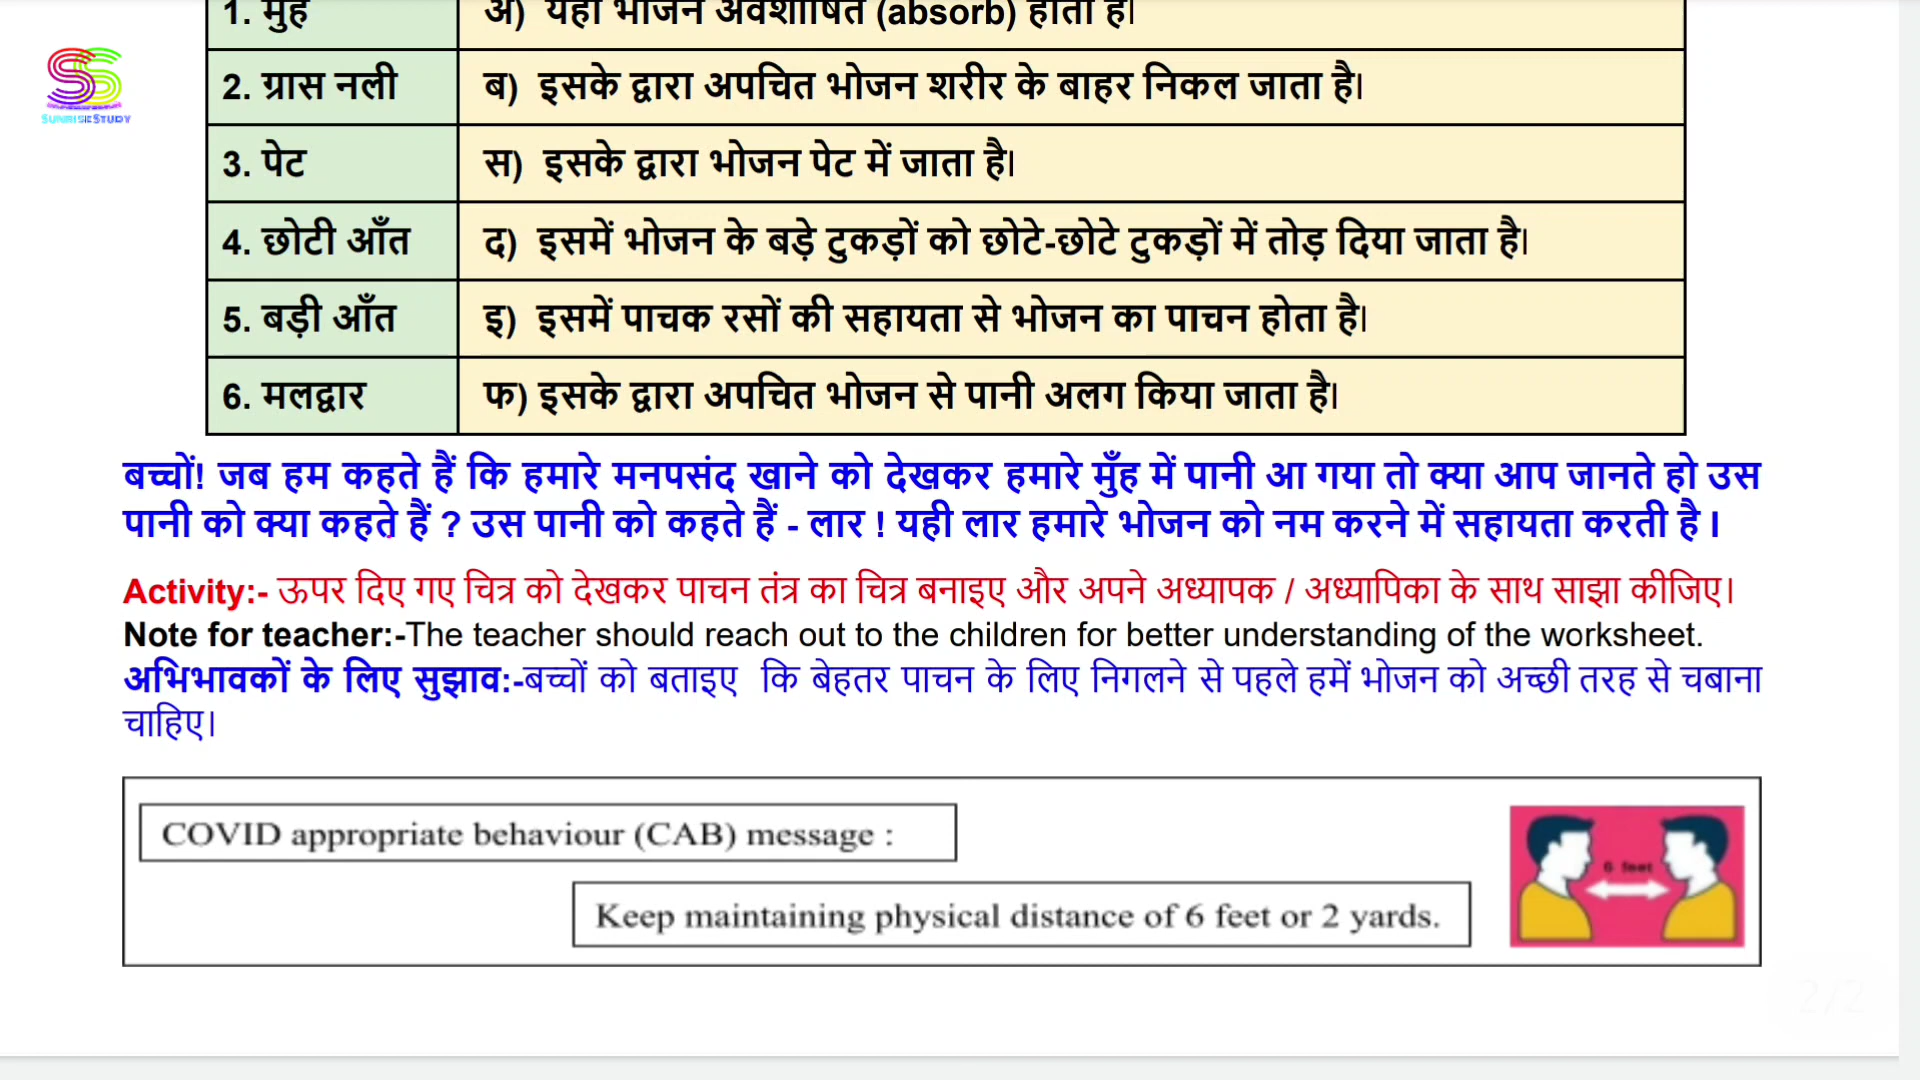 1. मुँह अ) यहाँ भोजन अवशोषित (absorb) होता है।
SUNRISE STUDY
2. ग्रास नली ब) इसके द्वारा अपचित भोजन शरीर के बाहर निकल जाता है।
3. पेट स) इसके द्वारा भोजन पेट में जाता है।
4. छोटी आँत द) इसमें भोजन के बड़े टुकड़ों को छोटे-छोटे टुकड़ों में तोड़ दिया जाता है।
5. बड़ी आँत इ) इसमें पाचक रसों की सहायता से भोजन का पाचन होता है।
6. मलद्वार फ) इसके द्वारा अपचित भोजन से पानी अलग किया जाता है।
बच्चों! जब हम कहते हैं कि हमारे मनपसंद खाने को देखकर हमारे मुँह में पानी आ गया तो क्या आप जानते हो उस
पानी को क्या कहते हैं ? उस पानी को कहते हैं - लार ! यही लार हमारे भोजन को नम करने में सहायता करती है ।
Activity:- ऊपर दिए गए चित्र को देखकर पाचन तंत्र का चित्र बनाइए और अपने अध्यापक / अध्यापिका के साथ साझा कीजिए।
Note for teacher:-The teacher should reach out to the children for better understanding of the worksheet.
अभिभावकों के लिए सुझाव:-बच्चों को बताइए कि बेहतर पाचन के लिए निगलने से पहले हमें भोजन को अच्छी तरह से चबाना
चाहिए।
COVID appropriate behaviour (CAB) message :
6 feet
Keep maintaining physical distance of 6 feet or 2 yards.
2/2